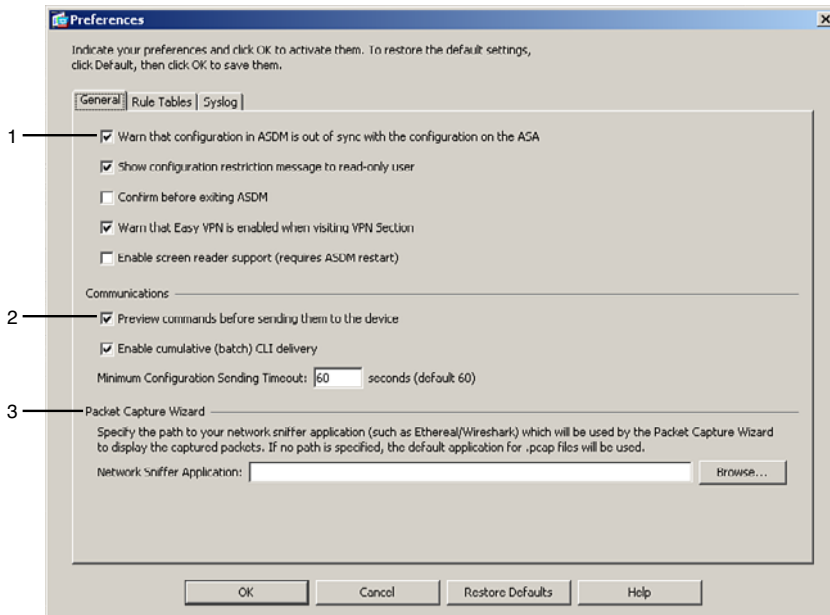 Preferences
Indicate your preferences and click OK to activate them. To restore the default settings,
click Default, then click OK to save them.
General Rule Tables Syslog
1 Warn that configuration in ASDM is out of sync with the configuration on the ASA
Show configuration restriction message to read-only user
Confirm before exiting ASDM
Warn that Easy VPN is enabled when visiting VPN Section
Enable screen reader support (requires ASDM restart)
Communications
2 Preview commands before sending them to the device
Enable cumulative (batch) CLI delivery
Minimum Configuration Sending Timeout: 60 seconds (default 60)
3 Packet Capture Wizard
Specify the path to your network sniffer application (such as Ethereal/Wireshark) which will be used by the Packet Capture Wizard
to display the captured packets. If no path is specified, the default application for .pcap files will be used.
Network Sniffer Application: Browse...
OK Cancel Restore Defaults Help